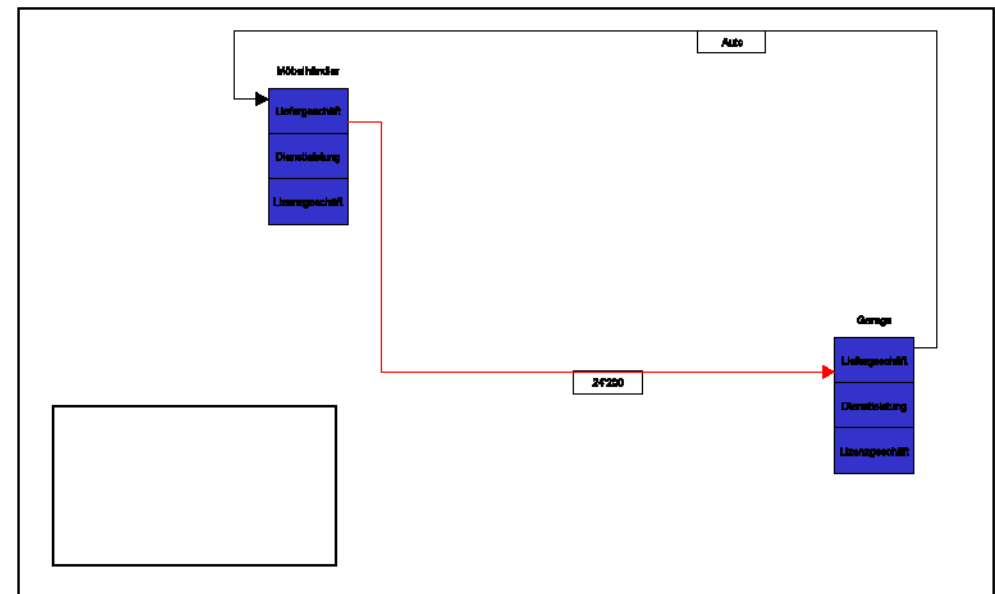 Auto
Möbelhändler
Liefergeschäft
Dienstleistung
Lizenzgeschäft
Garage
Liefergeschäft
24'200
Dienstleistung
Lizenzgeschäft